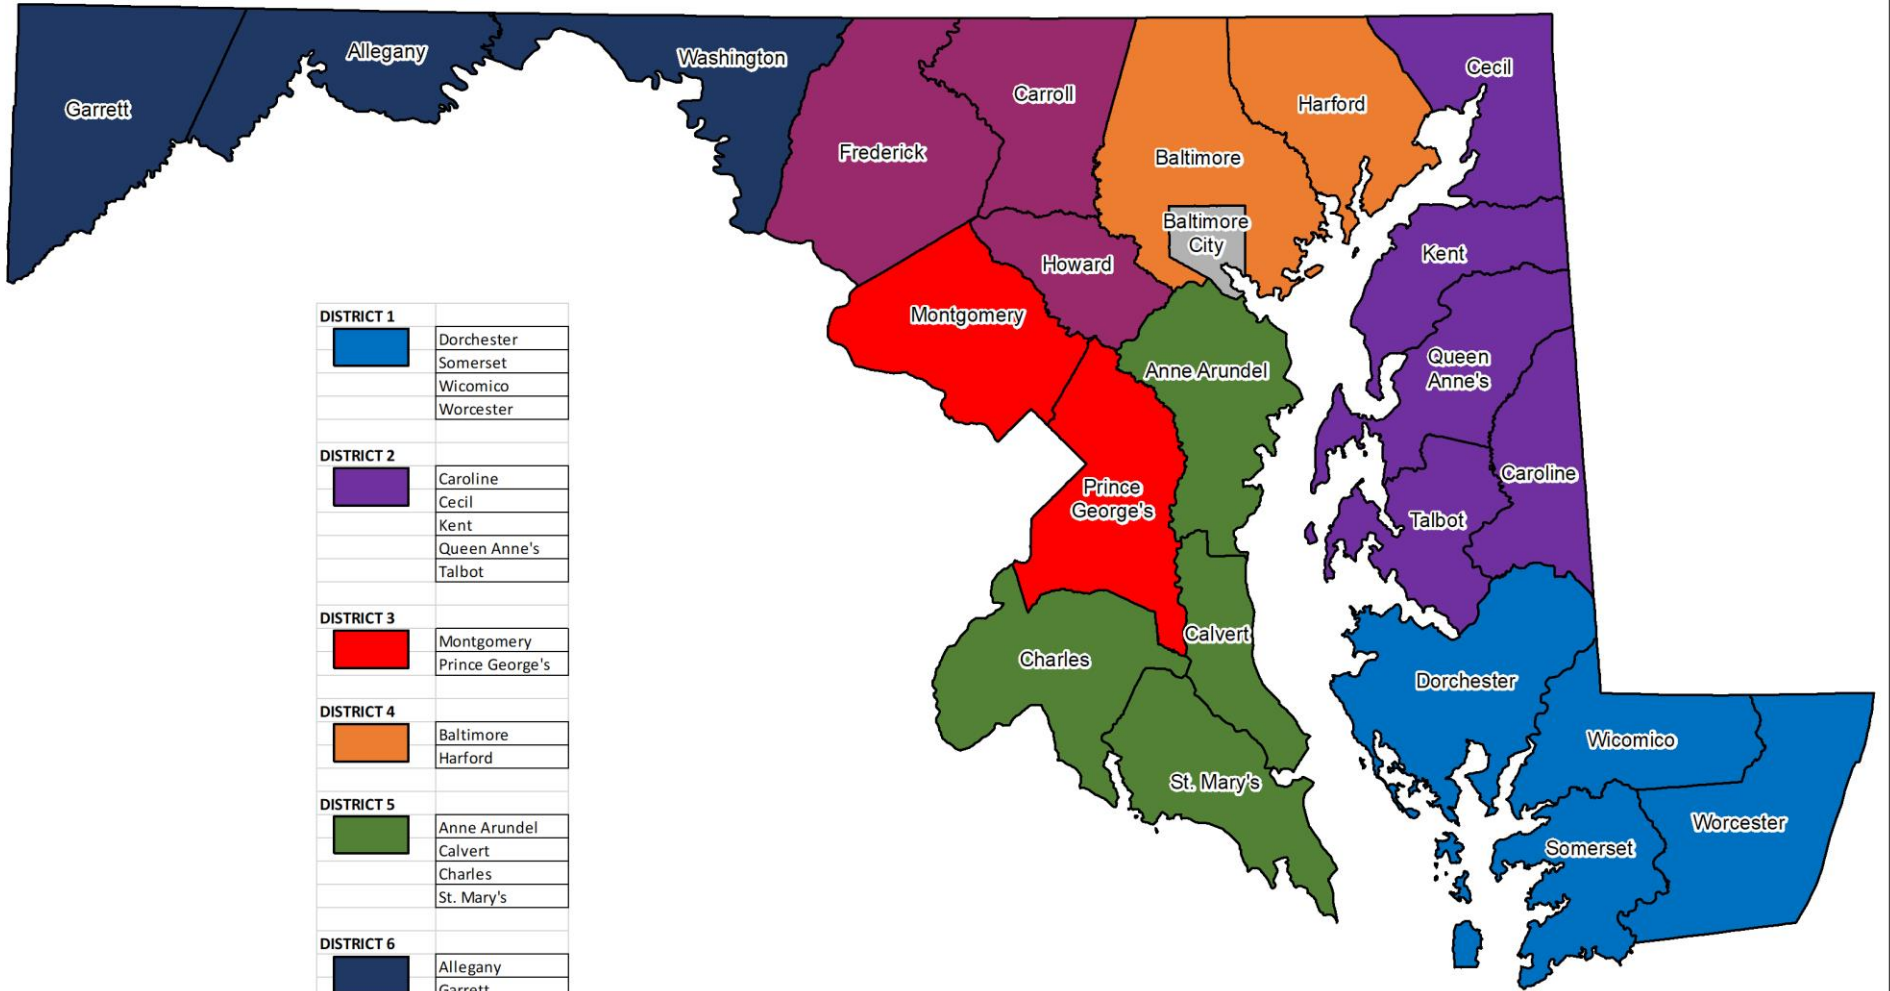 Garrett
Allegany
Washington
Frederick
Carroll
Baltimore
Harford
Cecil
Baltimore
City
Howard
Kent
Montgomery
Anne Arundel
Queen
Anne's
Caroline
Prince
George's
Talbot
Calvert
Charles
Dorchester
St. Mary's
Wicomico
Worcester
Somerset
DISTRICT 1
Dorchester
Somerset
Wicomico
Worcester
DISTRICT 2
Caroline
Cecil
Kent
Queen Anne's
Talbot
DISTRICT 3
Montgomery
Prince George's
DISTRICT 4
Baltimore
Harford
DISTRICT 5
Anne Arundel
Calvert
Charles
St. Mary's
DISTRICT 6
Allegany
Garrett